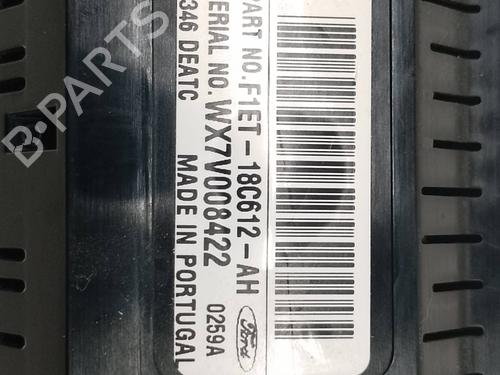 PART NO. F1ET-18C612-AH
SERIAL NO. WX7V008422
346 DEATC
MADE IN PORTUGAL
0259A
Ford
B-PARTS